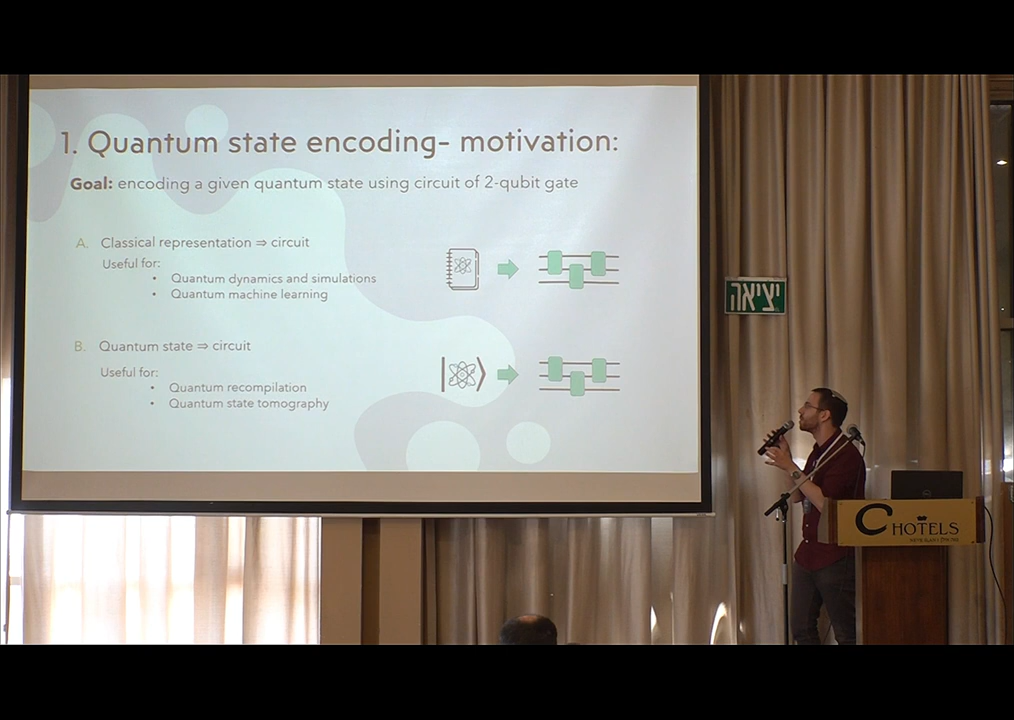 1. Quantum state encoding- motivation:
Goal: encoding a given quantum state using circuit of 2-qubit gate
A. Classical representation ⇒ circuit
Useful for:
• Quantum dynamics and simulations
• Quantum machine learning
B. Quantum state ⇒ circuit
Useful for:
• Quantum recompilation
• Quantum state tomography
יציאה
C HOTELS